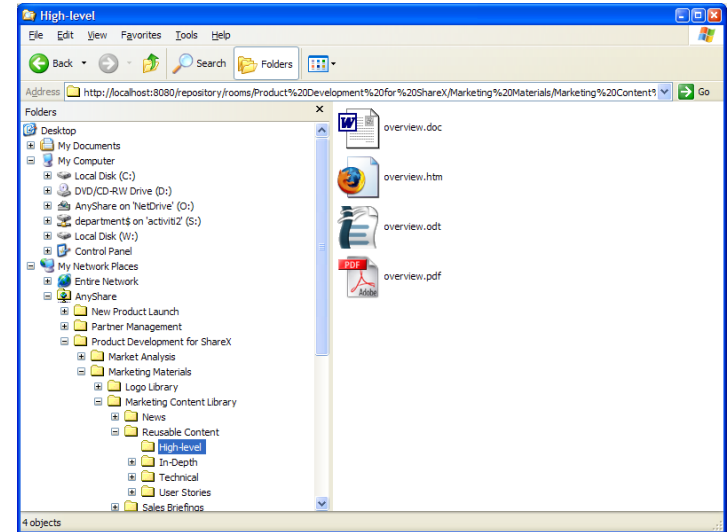 High-level
File Edit View Favorites Tools Help
Back Search Folders
Address http://localhost:8080/repository/rooms/Product%20Development%20for%20ShareX/Marketing%20Materials/Marketing%20Content% Go
Folders
Desktop
My Documents
My Computer
Local Disk (C:)
DVD/CD-RW Drive (D:)
AnyShare on 'NetDrive' (O:)
department$ on 'activiti2' (S:)
Local Disk (W:)
Control Panel
My Network Places
Entire Network
AnyShare
New Product Launch
Partner Management
Product Development for ShareX
Market Analysis
Marketing Materials
Logo Library
Marketing Content Library
News
Reusable Content
High-level
In-Depth
Technical
User Stories
Sales Briefings
W
overview.doc
overview.htm
overview.odt
PDF
Adobe
overview.pdf
4 objects